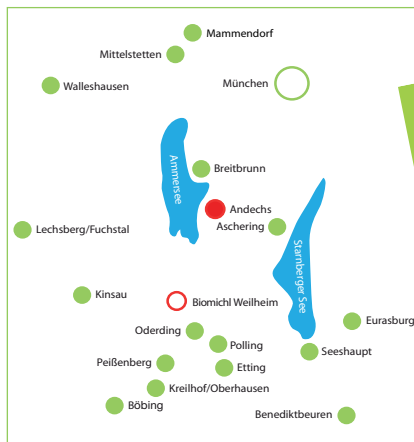 Mammendorf
Mittelstetten
München
Walleshausen
Ammersee
Breitbrunn
Andechs
Aschering
Lechsberg/Fuchstal
Starnberger See
Kinsau
Biomichl Weilheim
Eurasburg
Oderding
Polling
Seeshaupt
Peißenberg
Etting
Kreilhof/Oberhausen
Böbing
Benediktbeuren